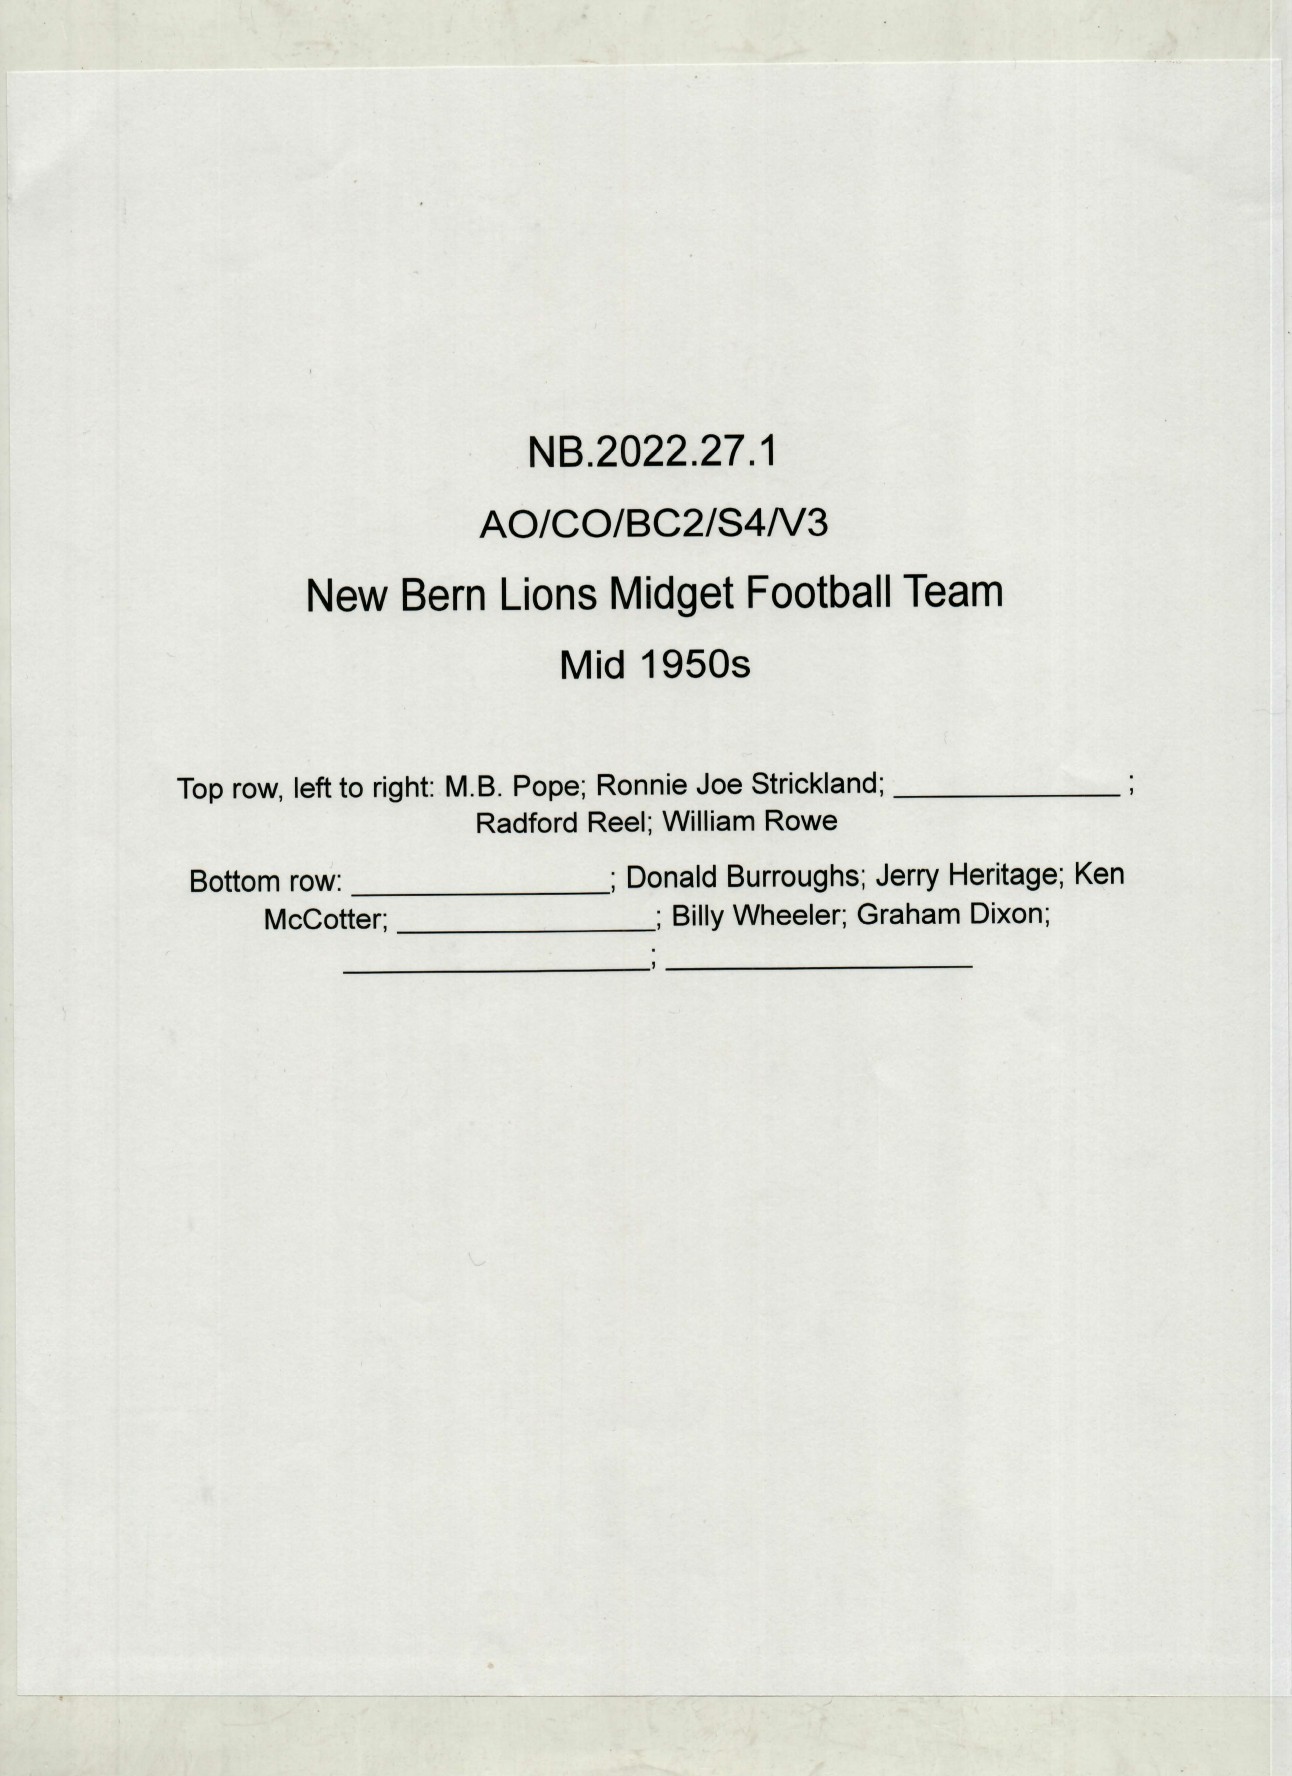 NB.2022.27.1
AO/CO/BC2/S4/V3
New Bern Lions Midget Football Team
Mid 1950s
Top row, left to right: M.B. Pope; Ronnie Joe Strickland; _______________ ;
Radford Reel; William Rowe
Bottom row: _________________; Donald Burroughs; Jerry Heritage; Ken
McCotter; _________________; Billy Wheeler; Graham Dixon;
____________________; ____________________